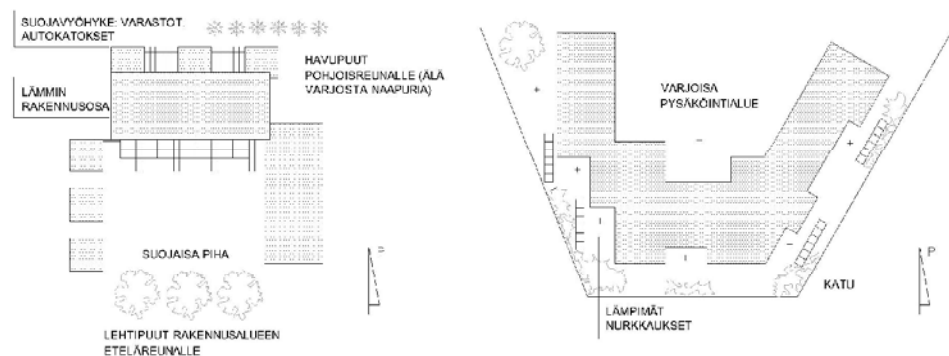 SUOJAVYÖHYKE: VARASTOT
AUTOKATOKSET
HAVUPUUT
POHJOISREUNALLE (ÄLÄ
VARJOSTA NAAPURIA)
LÄMMIN
RAKENNUSOSA
SUOJAISA PIHA
LEHTIPUUT RAKENNUSALUEEN
ETELÄREUNALLE
P
VARJOISA
PYSÄKÖINTIALUE
KATU
LÄMPIMÄT
NURKKAUKSET
P